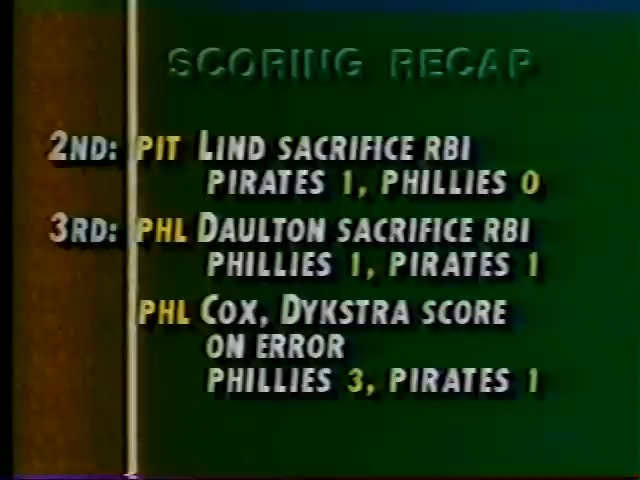 SCORING RECAP
2ND: PIT LIND SACRIFICE RBI
PIRATES 1, PHILLIES 0
3RD: PHL DAULTON SACRIFICE RBI
PHILLIES 1, PIRATES 1
PHL COX, DYKSTRA SCORE
ON ERROR
PHILLIES 3, PIRATES 1